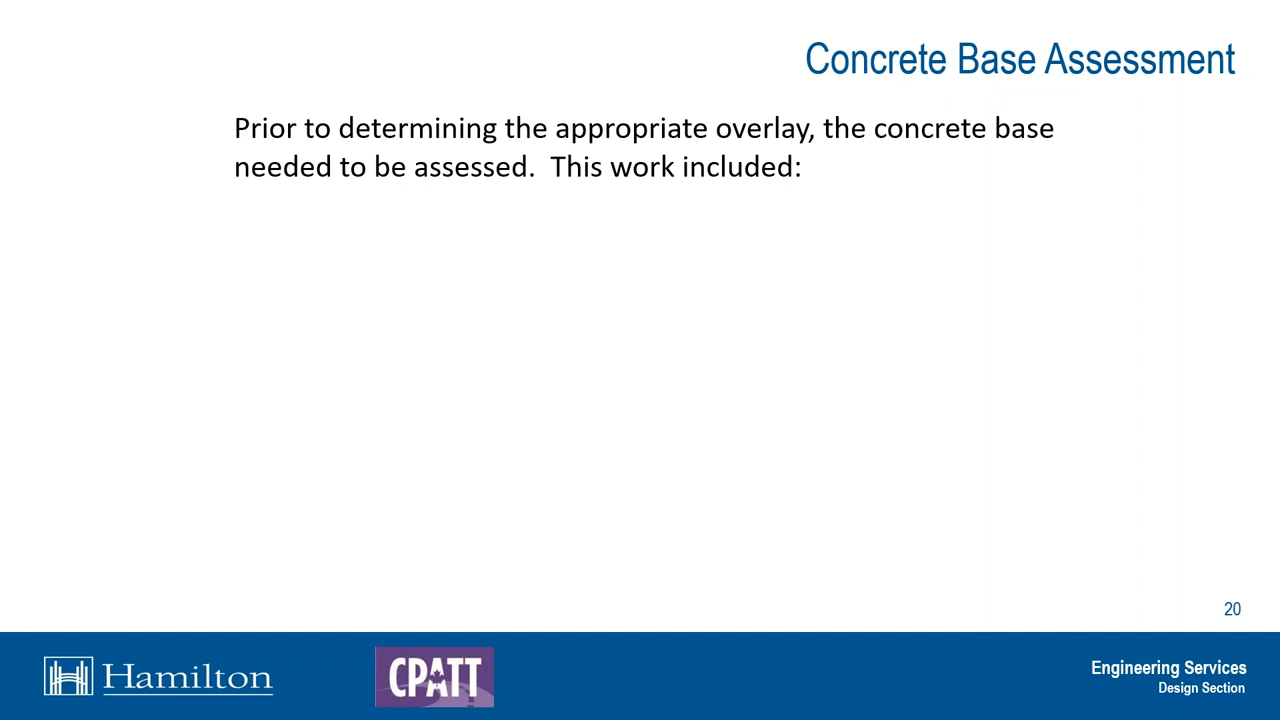 Concrete Base Assessment
Prior to determining the appropriate overlay, the concrete base
needed to be assessed.  This work included:
20
Hamilton
CPATT
Engineering Services
Design Section